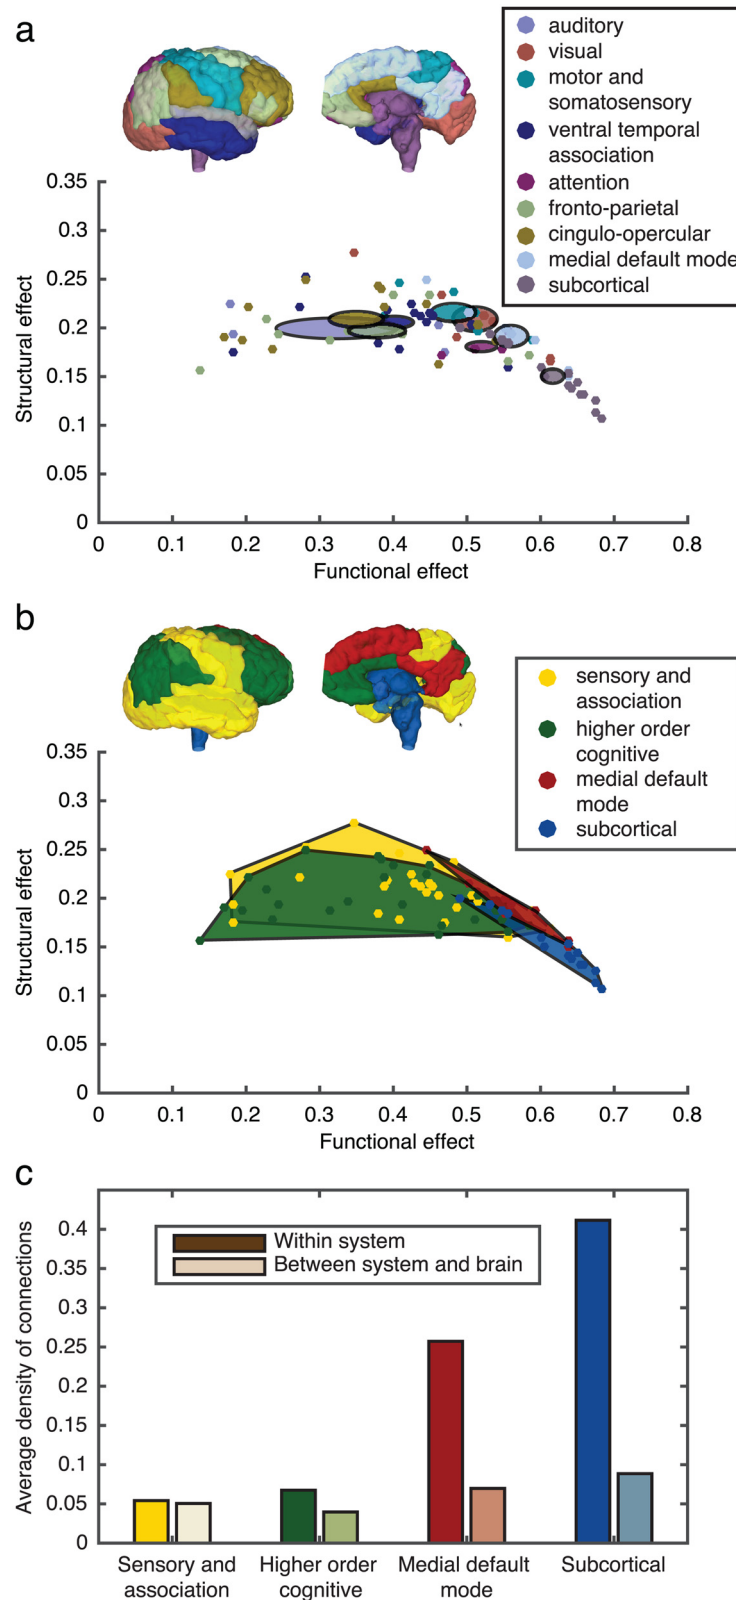 a
auditory
visual
motor and
somatosensory
ventral temporal
association
attention
fronto-parietal
cingulo-opercular
medial default mode
subcortical
0.35
0.3
0.25
0.2
0.15
0.1
0.05
0
Structural effect
0 0.1 0.2 0.3 0.4 0.5 0.6 0.7 0.8
Functional effect
b
sensory and
association
higher order
cognitive
medial default
mode
subcortical
0.35
0.3
0.25
0.2
0.15
0.1
0.05
0
Structural effect
0 0.1 0.2 0.3 0.4 0.5 0.6 0.7 0.8
Functional effect
c
Within system
Between system and brain
0.4
0.35
0.3
0.25
0.2
0.15
0.1
0.05
0
Average density of connections
Sensory and Higher order Medial default Subcortical
association cognitive mode